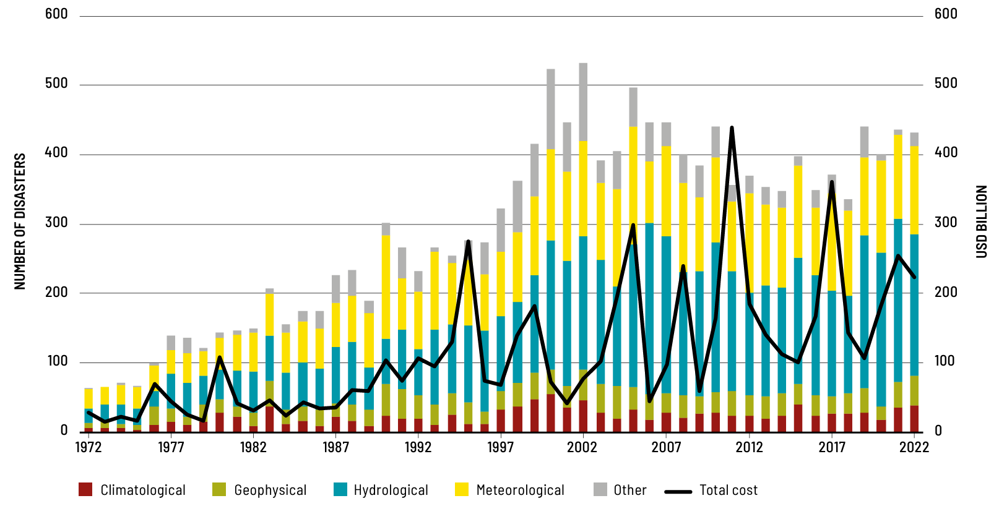 600 600
500 500
400 400
300 300
200 200
100 100
0 0
NUMBER OF DISASTERS
USD BILLION
1972 1977 1982 1987 1992 1997 2002 2007 2012 2017 2022
Climatological Geophysical Hydrological Meteorological Other Total cost